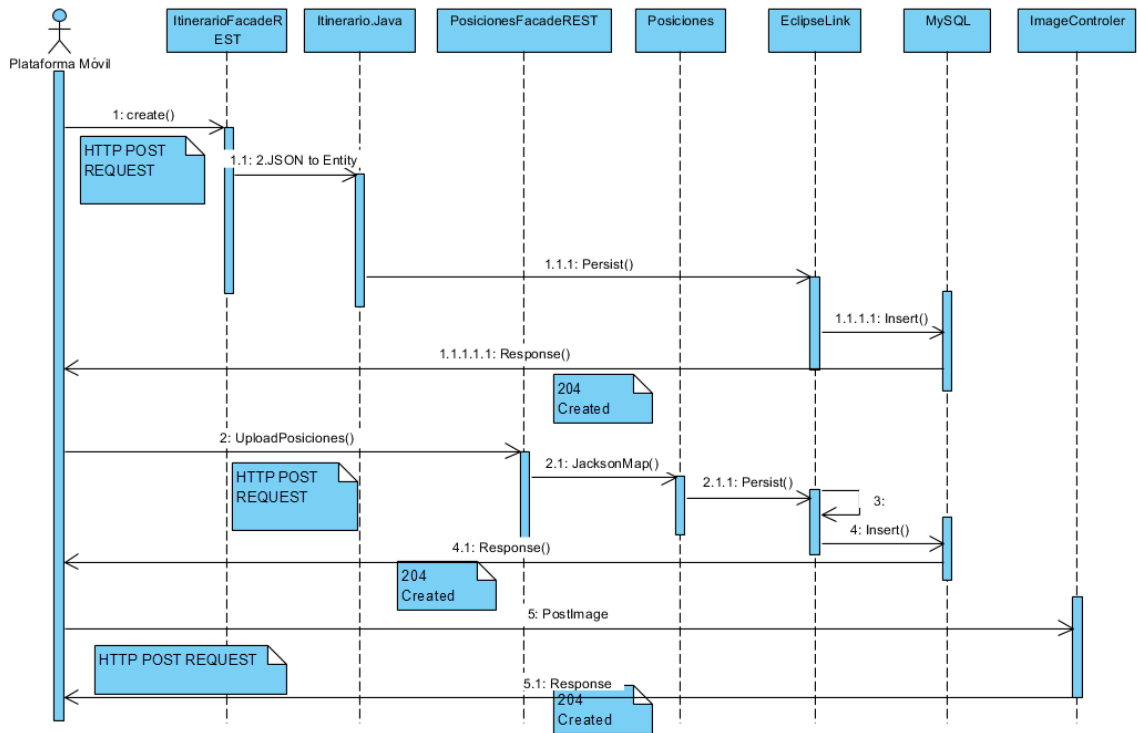 ItinerarioFacadeR
EST
Itinerario.Java
PosicionesFacadeREST
Posiciones
EclipseLink
MySQL
ImageControler
Plataforma Móvil
1: create()
HTTP POST
REQUEST
1.1: 2.JSON to Entity
1.1.1: Persist()
1.1.1.1: Insert()
1.1.1.1.1: Response()
204
Created
2: UploadPosiciones()
HTTP POST
REQUEST
2.1: JacksonMap()
2.1.1: Persist()
3:
4: Insert()
4.1: Response()
204
Created
5: PostImage
HTTP POST REQUEST
5.1: Response
204
Created